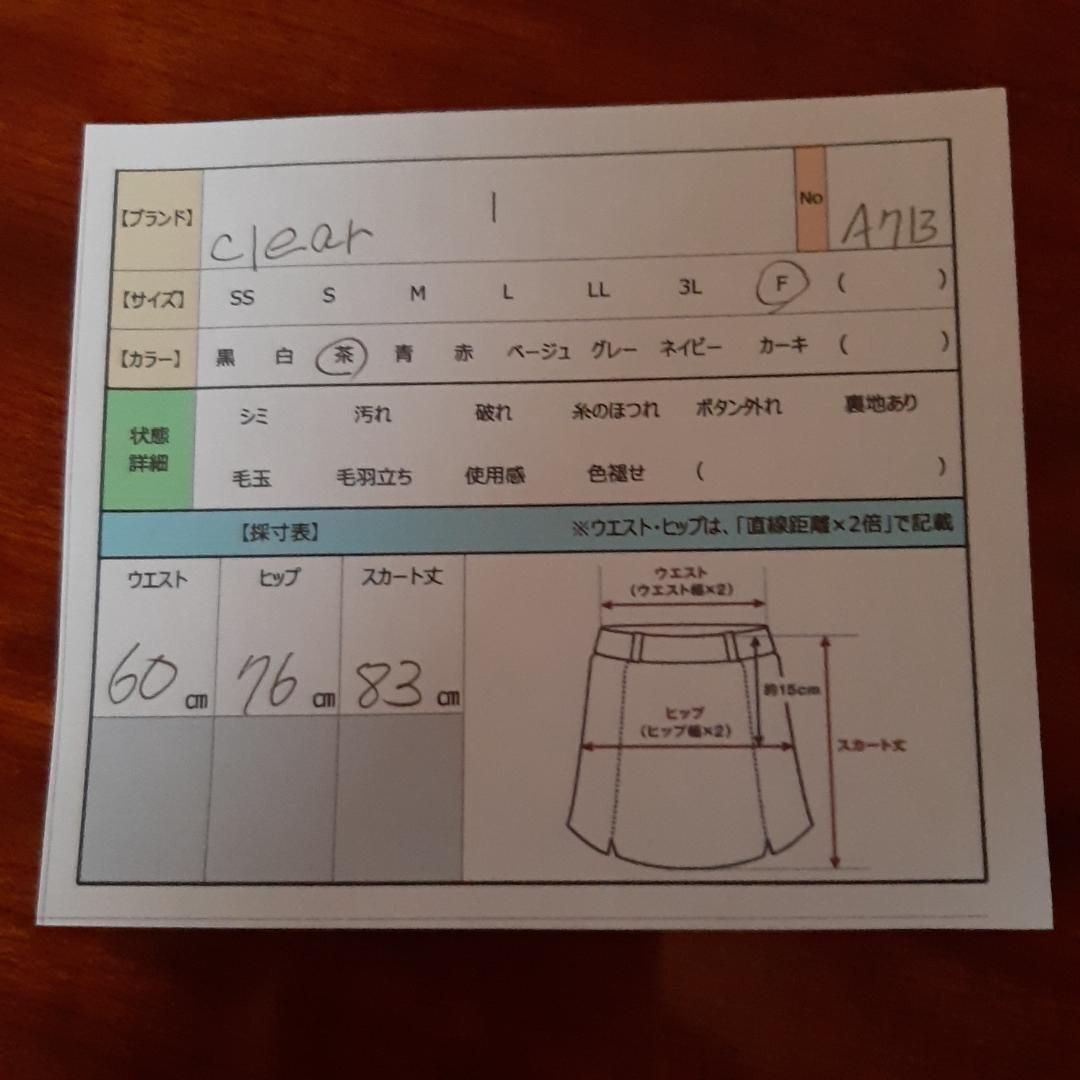 【ブランド】 clear | No A713
【サイズ】 SS S M L LL 3L F ( )
【カラー】 黒 白 茶 青 赤 ベージュ グレー ネイビー カーキ ( )
状態
詳細
シミ 汚れ 破れ 糸のほつれ ボタン外れ 裏地あり
毛玉 毛羽立ち 使用感 色褪せ ( )
【採寸表】 ※ウエスト・ヒップは、「直線距離×2倍」で記載
ウエスト ヒップ スカート丈
60 cm 76 cm 83 cm
ウエスト
(ウエスト幅×2)
約15cm
ヒップ
(ヒップ幅×2)
スカート丈